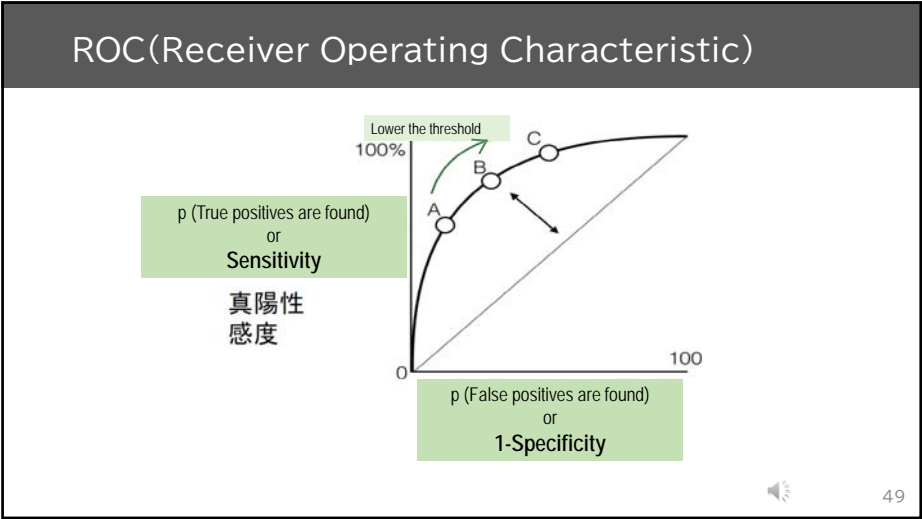 ROC(Receiver Operating Characteristic)
Lower the threshold
100%
C
B
A
p (True positives are found)
or
Sensitivity
真陽性
感度
0
100
p (False positives are found)
or
1-Specificity
49